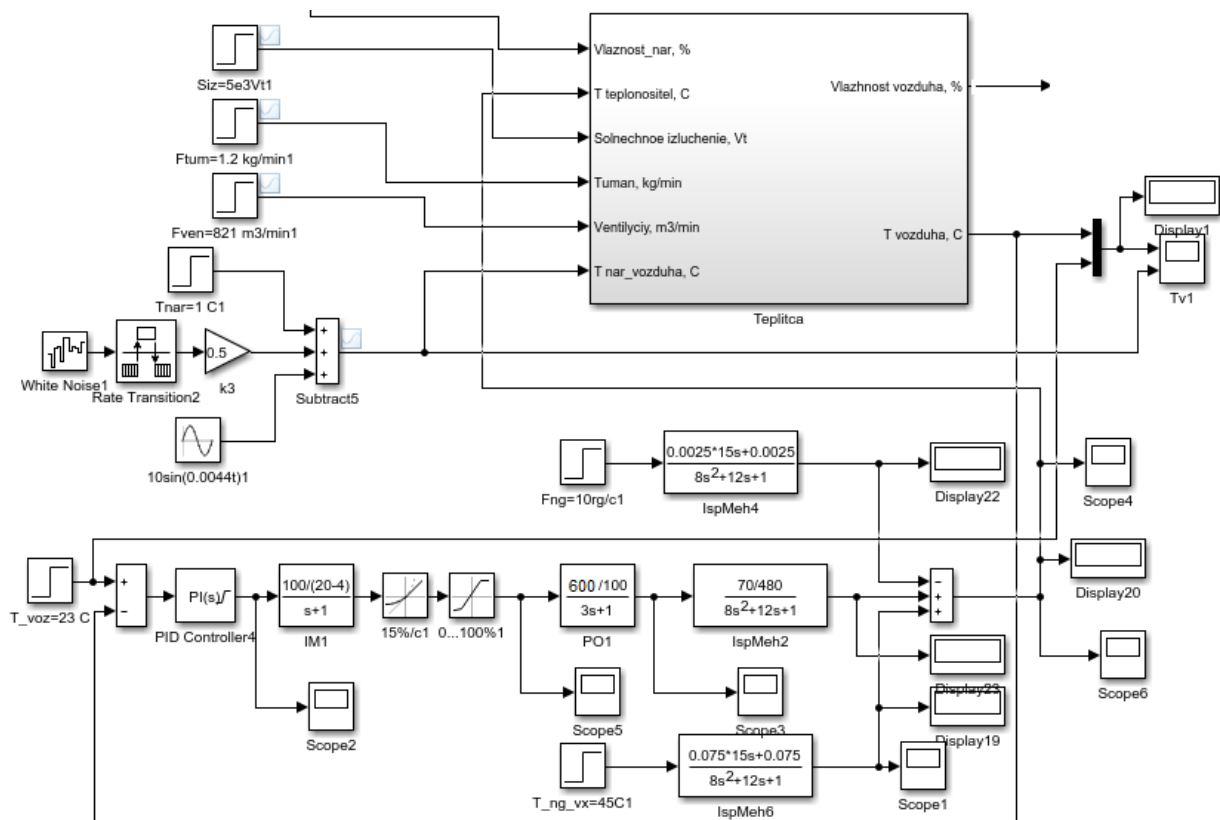 Vlaznost_nar, %
Siz=5e3Vt1
T teplonositel, C
Vlazhnost vozduha, %
Solnechnoe izluchenie, Vt
Ftum=1.2 kg/min1
Tuman, kg/min
Fven=821 m3/min1
Ventilyciy, m3/min
T vozduha, C
Display1
T nar_vozduha, C
Tnar=1 C1
Tv1
Teplitca
+
+
+
0.5
White Noise1
Rate Transition2
k3
Subtract5
10sin(0.0044t)1
0.0025*15s+0.0025
8s2+12s+1
IspMeh4
Fng=10rg/c1
Display22
Scope4
T_voz=23 C
+
−
PI(s)
PID Controller4
100/(20-4)
s+1
IM1
15%/c1
0...100%1
600/100
3s+1
PO1
70/480
8s2+12s+1
IspMeh2
−
+
+
Display20
Display23
Scope6
Scope2
Scope5
Scope3
Display19
T_ng_vx=45C1
0.075*15s+0.075
8s2+12s+1
IspMeh6
Scope1